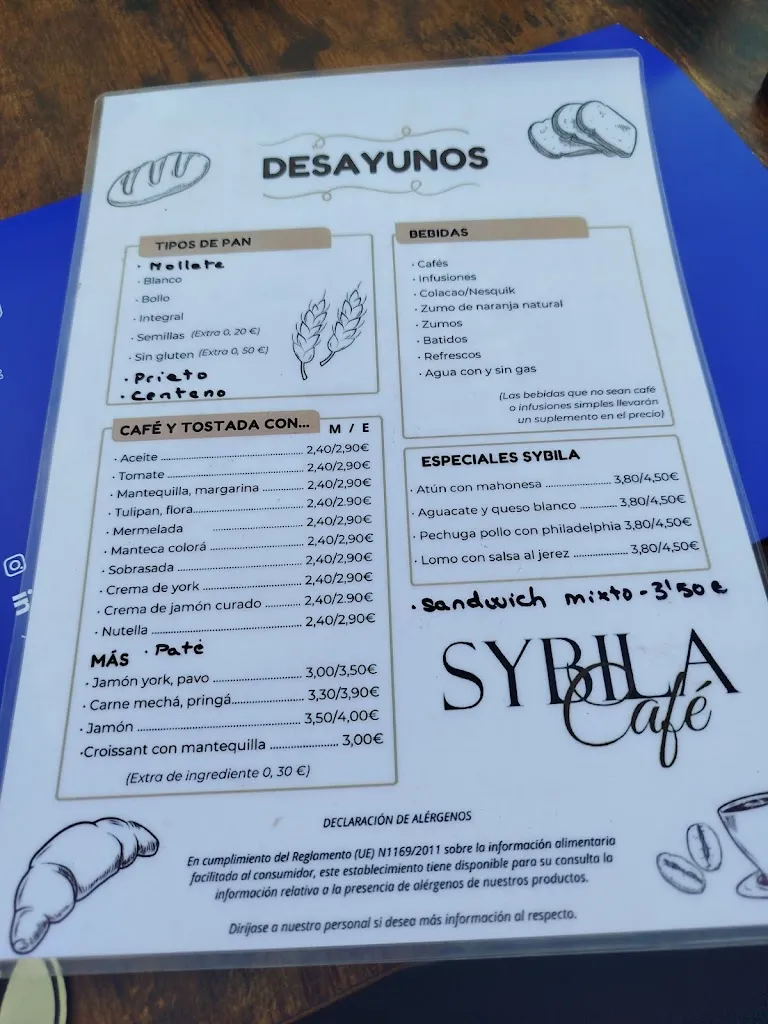 DESAYUNOS
TIPOS DE PAN
· Mollete
· Blanco
· Bollo
· Integral
· Semillas (Extra 0, 20 €)
· Sin gluten (Extra 0, 50 €)
· Prieto
· Centeno
CAFÉ Y TOSTADA CON... M / E
· Aceite ........ 2,40/2,90€
· Tomate ........ 2,40/2,90€
· Mantequilla, margarina ........ 2,40/2,90€
· Tulipan, flora........ 2,40/2.90€
· Mermelada ........ 2,40/2,90€
· Manteca colorá ........ 2,40/2,90€
· Sobrasada ........ 2,40/2,90€
· Crema de york ........ 2,40/2,90€
· Crema de jamón curado ........ 2,40/2,90€
· Nutella ........ 2,40/2,90€
MÁS · Paté
· Jamón york, pavo ........ 3,00/3,50€
· Carne mechá, pringá........ 3,30/3,90€
· Jamón ........ 3,50/4,00€
·Croissant con mantequilla ........ 3,00€
(Extra de ingrediente 0, 30 €)
BEBIDAS
· Cafés
· Infusiones
· Colacao/Nesquik
· Zumo de naranja natural
· Zumos
· Batidos
· Refrescos
· Agua con y sin gas
(Las bebidas que no sean café
o infusiones simples llevarán
un suplemento en el precio)
ESPECIALES SYBILA
· Atún con mahonesa ........ 3,80/4,50€
· Aguacate y queso blanco ........ 3,80/4,50€
· Pechuga pollo con philadelphia 3,80/4,50€
· Lomo con salsa al jerez ........ 3,80/4,50€
· Sandwich mixto - 3'50 €
SYBILA
Café
DECLARACIÓN DE ALÉRGENOS
En cumplimiento del Reglamento (UE) N1169/2011 sobre la información alimentaria
facilitada al consumidor, este establecimiento tiene disponible para su consulta la
información relativa a la presencia de alérgenos de nuestros productos.
Diríjase a nuestro personal si desea más información al respecto.